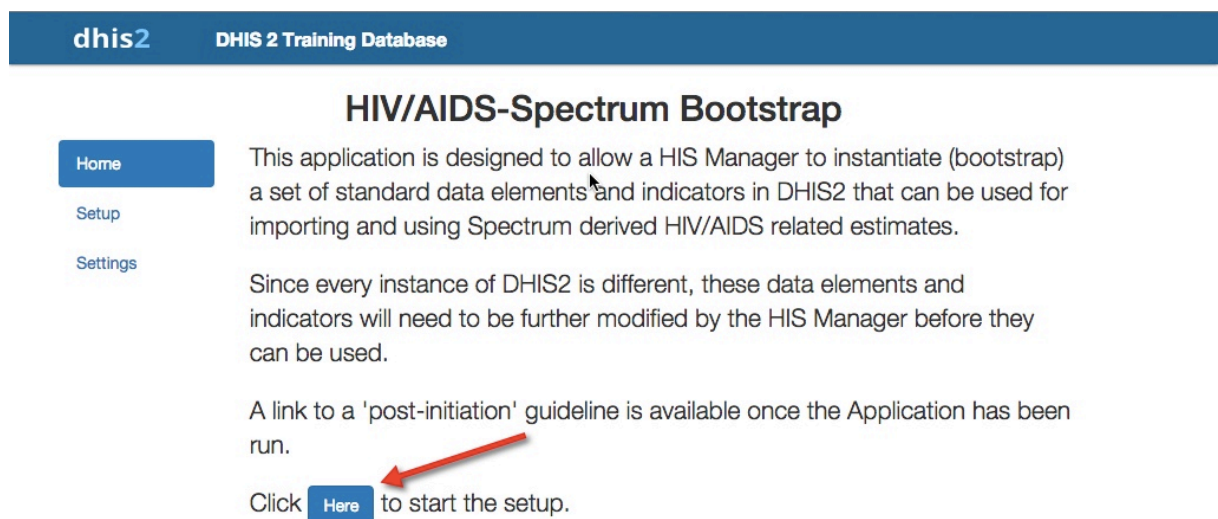 dhis2 DHIS 2 Training Database
HIV/AIDS-Spectrum Bootstrap
Home
Setup
Settings
This application is designed to allow a HIS Manager to instantiate (bootstrap)
a set of standard data elements and indicators in DHIS2 that can be used for
importing and using Spectrum derived HIV/AIDS related estimates.
Since every instance of DHIS2 is different, these data elements and
indicators will need to be further modified by the HIS Manager before they
can be used.
A link to a 'post-initiation' guideline is available once the Application has been
run.
Click Here to start the setup.